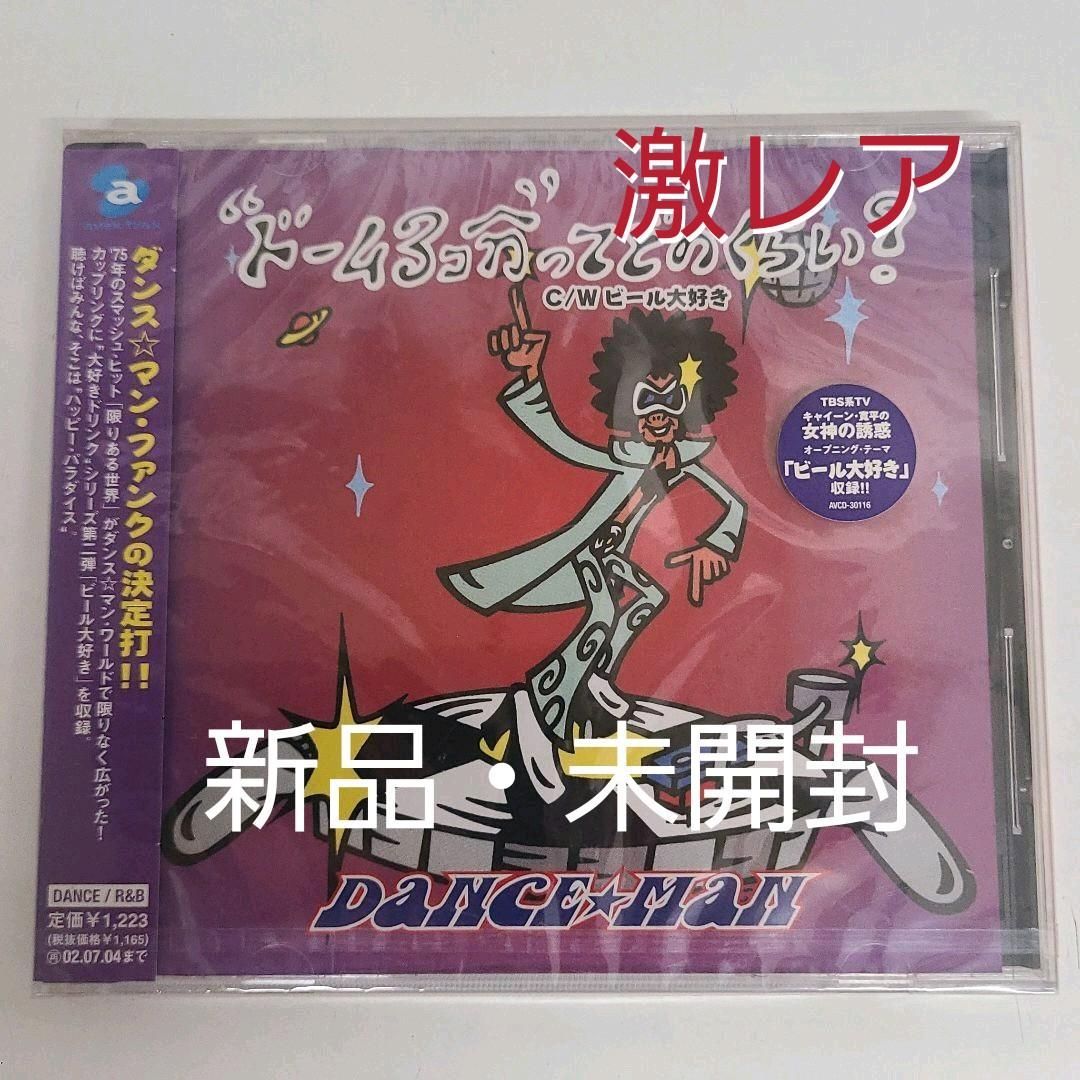 激レア
"ドーム3コ分"ってどのくらい?
C/W ビール大好き
TBS系TV
キャイーン・寛平の
女神の誘惑
オープニング・テーマ
「ビール大好き」
収録!!
AVCD-30116
a
avex trax
ダンス☆マン・ファンクの決定打!!
'75年のスマッシュ・ヒット「限りある世界」がダンス☆マン・ワールドで限りなく広がった!
カップリングに"大好きドリンク"シリーズ第二弾「ビール大好き」を収録。
聴けばみんな、そこは"ハッピー・パラダイス"。
DANCE / R&B
定価¥1,223
(税抜価格¥1,165)
再02.07.04まで
新品・未開封
DANCE☆MAN